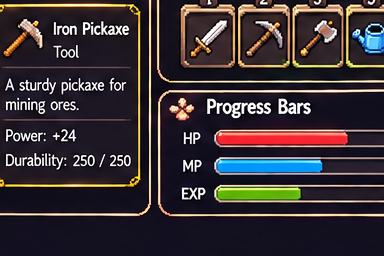 Iron Pickaxe
Tool
A sturdy pickaxe for
mining ores.
Power: +24
Durability: 250 / 250
Progress Bars
HP
MP
EXP